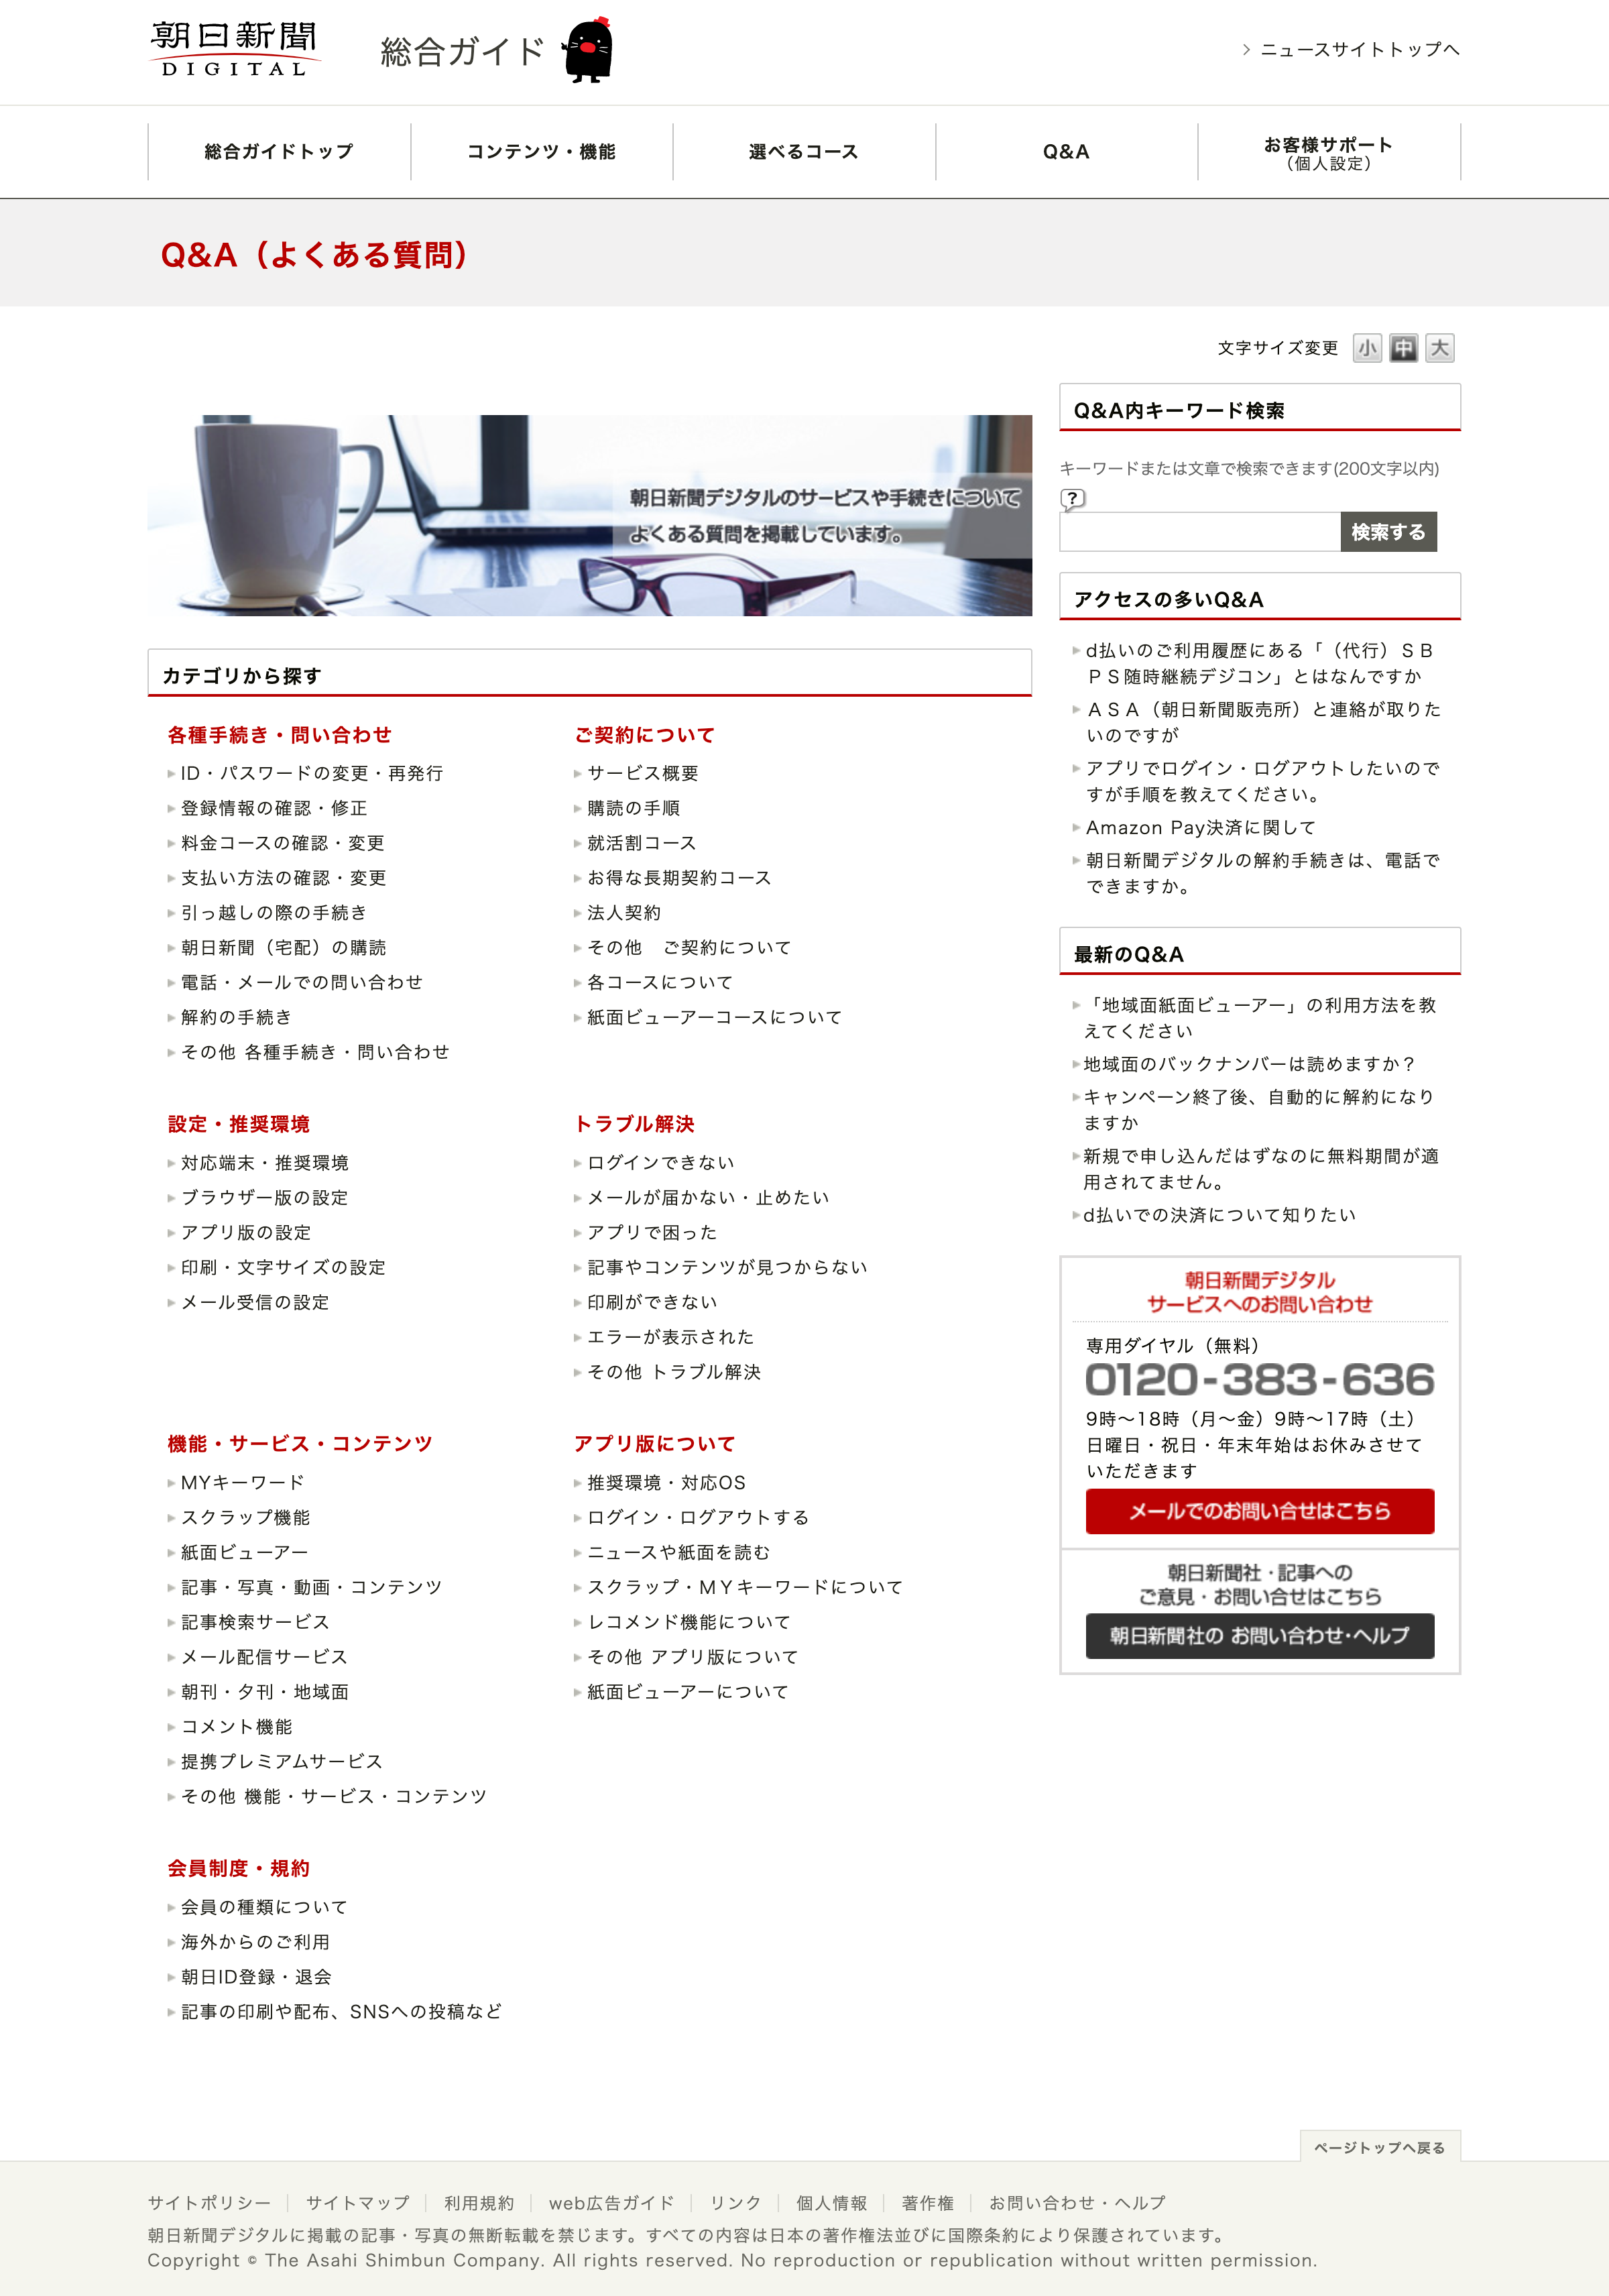 朝日新聞
DIGITAL
総合ガイド
ニュースサイトトップへ
総合ガイドトップ
コンテンツ・機能
選べるコース
Q&A
お客様サポート
（個人設定）
Q&A（よくある質問）
文字サイズ変更 小 中 大
朝日新聞デジタルのサービスや手続きについて
よくある質問を掲載しています。
カテゴリから探す
各種手続き・問い合わせ
ID・パスワードの変更・再発行
登録情報の確認・修正
料金コースの確認・変更
支払い方法の確認・変更
引っ越しの際の手続き
朝日新聞（宅配）の購読
電話・メールでの問い合わせ
解約の手続き
その他 各種手続き・問い合わせ
ご契約について
サービス概要
購読の手順
就活割コース
お得な長期契約コース
法人契約
その他　ご契約について
各コースについて
紙面ビューアーコースについて
設定・推奨環境
対応端末・推奨環境
ブラウザー版の設定
アプリ版の設定
印刷・文字サイズの設定
メール受信の設定
トラブル解決
ログインできない
メールが届かない・止めたい
アプリで困った
記事やコンテンツが見つからない
印刷ができない
エラーが表示された
その他 トラブル解決
機能・サービス・コンテンツ
MYキーワード
スクラップ機能
紙面ビューアー
記事・写真・動画・コンテンツ
記事検索サービス
メール配信サービス
朝刊・夕刊・地域面
コメント機能
提携プレミアムサービス
その他 機能・サービス・コンテンツ
アプリ版について
推奨環境・対応OS
ログイン・ログアウトする
ニュースや紙面を読む
スクラップ・ＭＹキーワードについて
レコメンド機能について
その他 アプリ版について
紙面ビューアーについて
会員制度・規約
会員の種類について
海外からのご利用
朝日ID登録・退会
記事の印刷や配布、SNSへの投稿など
Q&A内キーワード検索
キーワードまたは文章で検索できます(200文字以内)
?
検索する
アクセスの多いQ&A
d払いのご利用履歴にある「（代行）ＳＢ
ＰＳ随時継続デジコン」とはなんですか
ＡＳＡ（朝日新聞販売所）と連絡が取りた
いのですが
アプリでログイン・ログアウトしたいので
すが手順を教えてください。
Amazon Pay決済に関して
朝日新聞デジタルの解約手続きは、電話で
できますか。
最新のQ&A
「地域面紙面ビューアー」の利用方法を教
えてください
地域面のバックナンバーは読めますか？
キャンペーン終了後、自動的に解約になり
ますか
新規で申し込んだはずなのに無料期間が適
用されてません。
d払いでの決済について知りたい
朝日新聞デジタル
サービスへのお問い合わせ
専用ダイヤル（無料）
0120-383-636
9時～18時（月～金）9時～17時（土）
日曜日・祝日・年末年始はお休みさせて
いただきます
メールでのお問い合せはこちら
朝日新聞社・記事への
ご意見・お問い合せはこちら
朝日新聞社の お問い合わせ・ヘルプ
ページトップへ戻る
サイトポリシー
サイトマップ
利用規約
web広告ガイド
リンク
個人情報
著作権
お問い合わせ・ヘルプ
朝日新聞デジタルに掲載の記事・写真の無断転載を禁じます。すべての内容は日本の著作権法並びに国際条約により保護されています。
Copyright © The Asahi Shimbun Company. All rights reserved. No reproduction or republication without written permission.